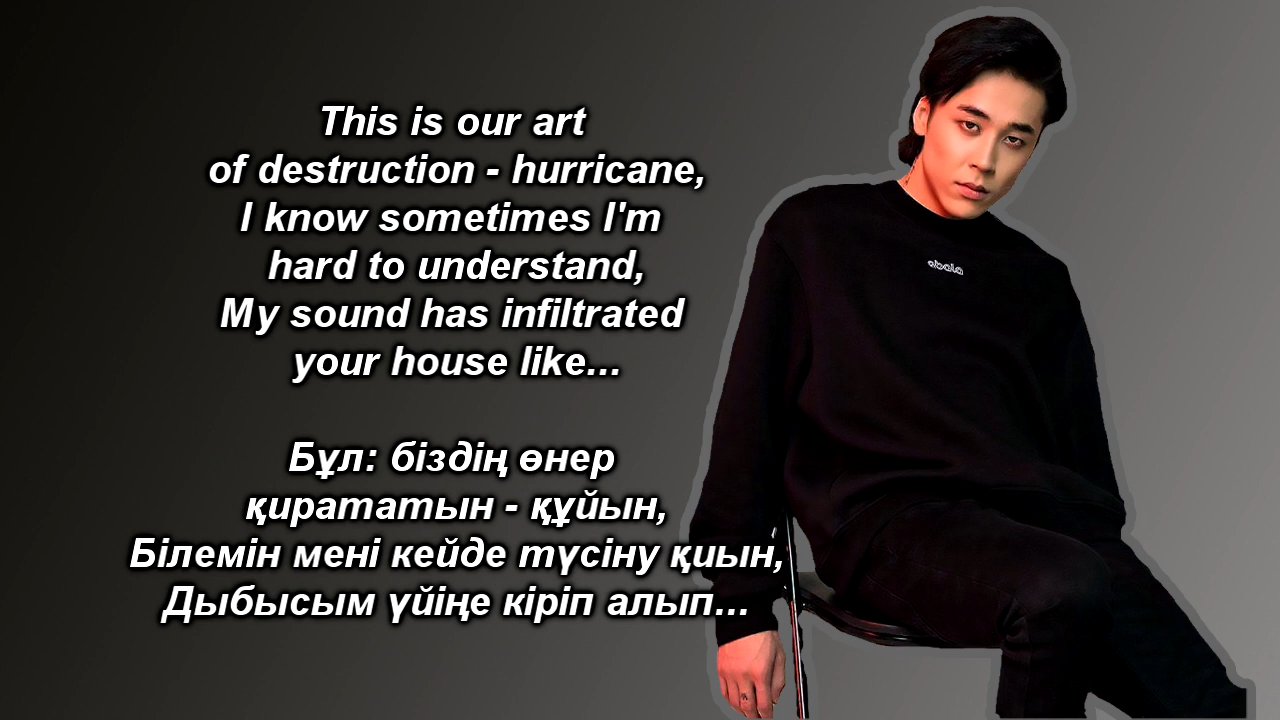 This is our art
of destruction - hurricane,
I know sometimes I'm
hard to understand,
My sound has infiltrated
your house like...
Бұл: біздің өнер
қирататын - құйын,
Білемін мені кейде түсіну қиын,
Дыбысым үйіңе кіріп алып...